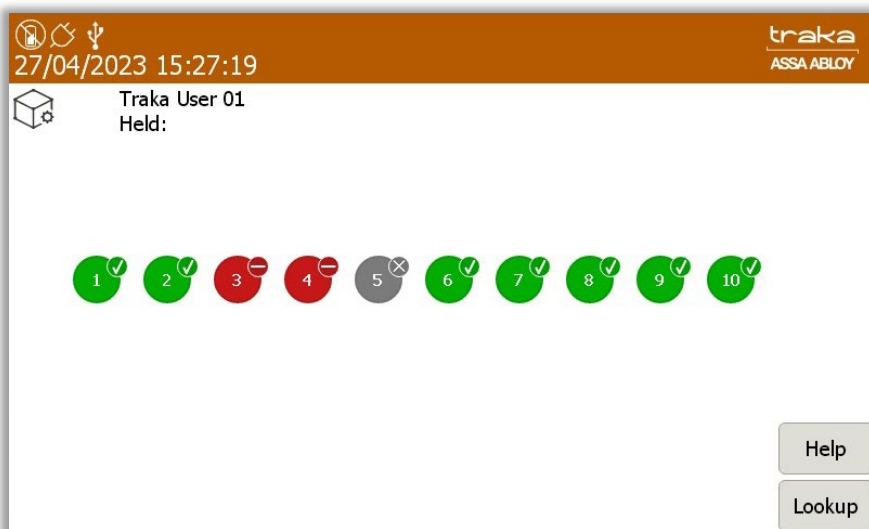 27/04/2023 15:27:19
traka
ASSA ABLOY
Traka User 01
Held:
1 2 3 4 5 6 7 8 9 10
Help
Lookup